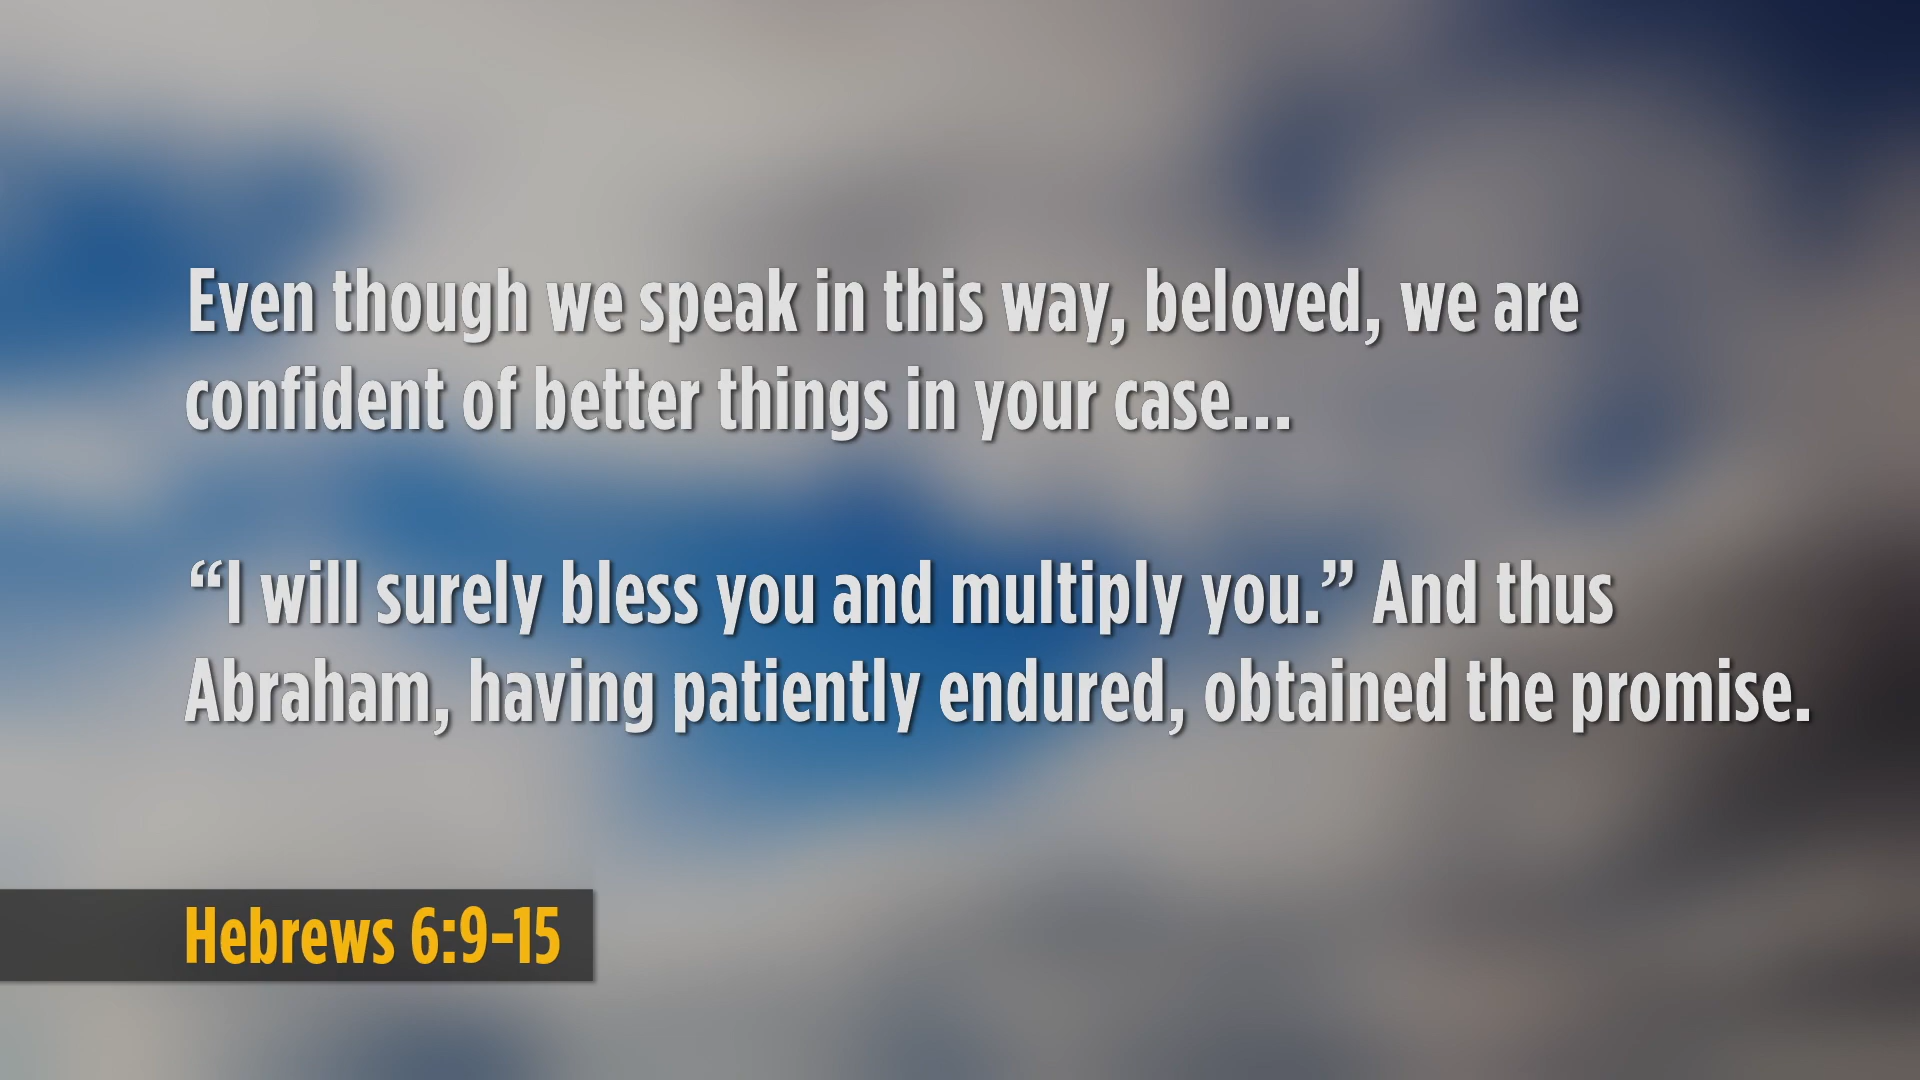 Even though we speak in this way, beloved, we are
confident of better things in your case...
“I will surely bless you and multiply you.” And thus
Abraham, having patiently endured, obtained the promise.
Hebrews 6:9–15